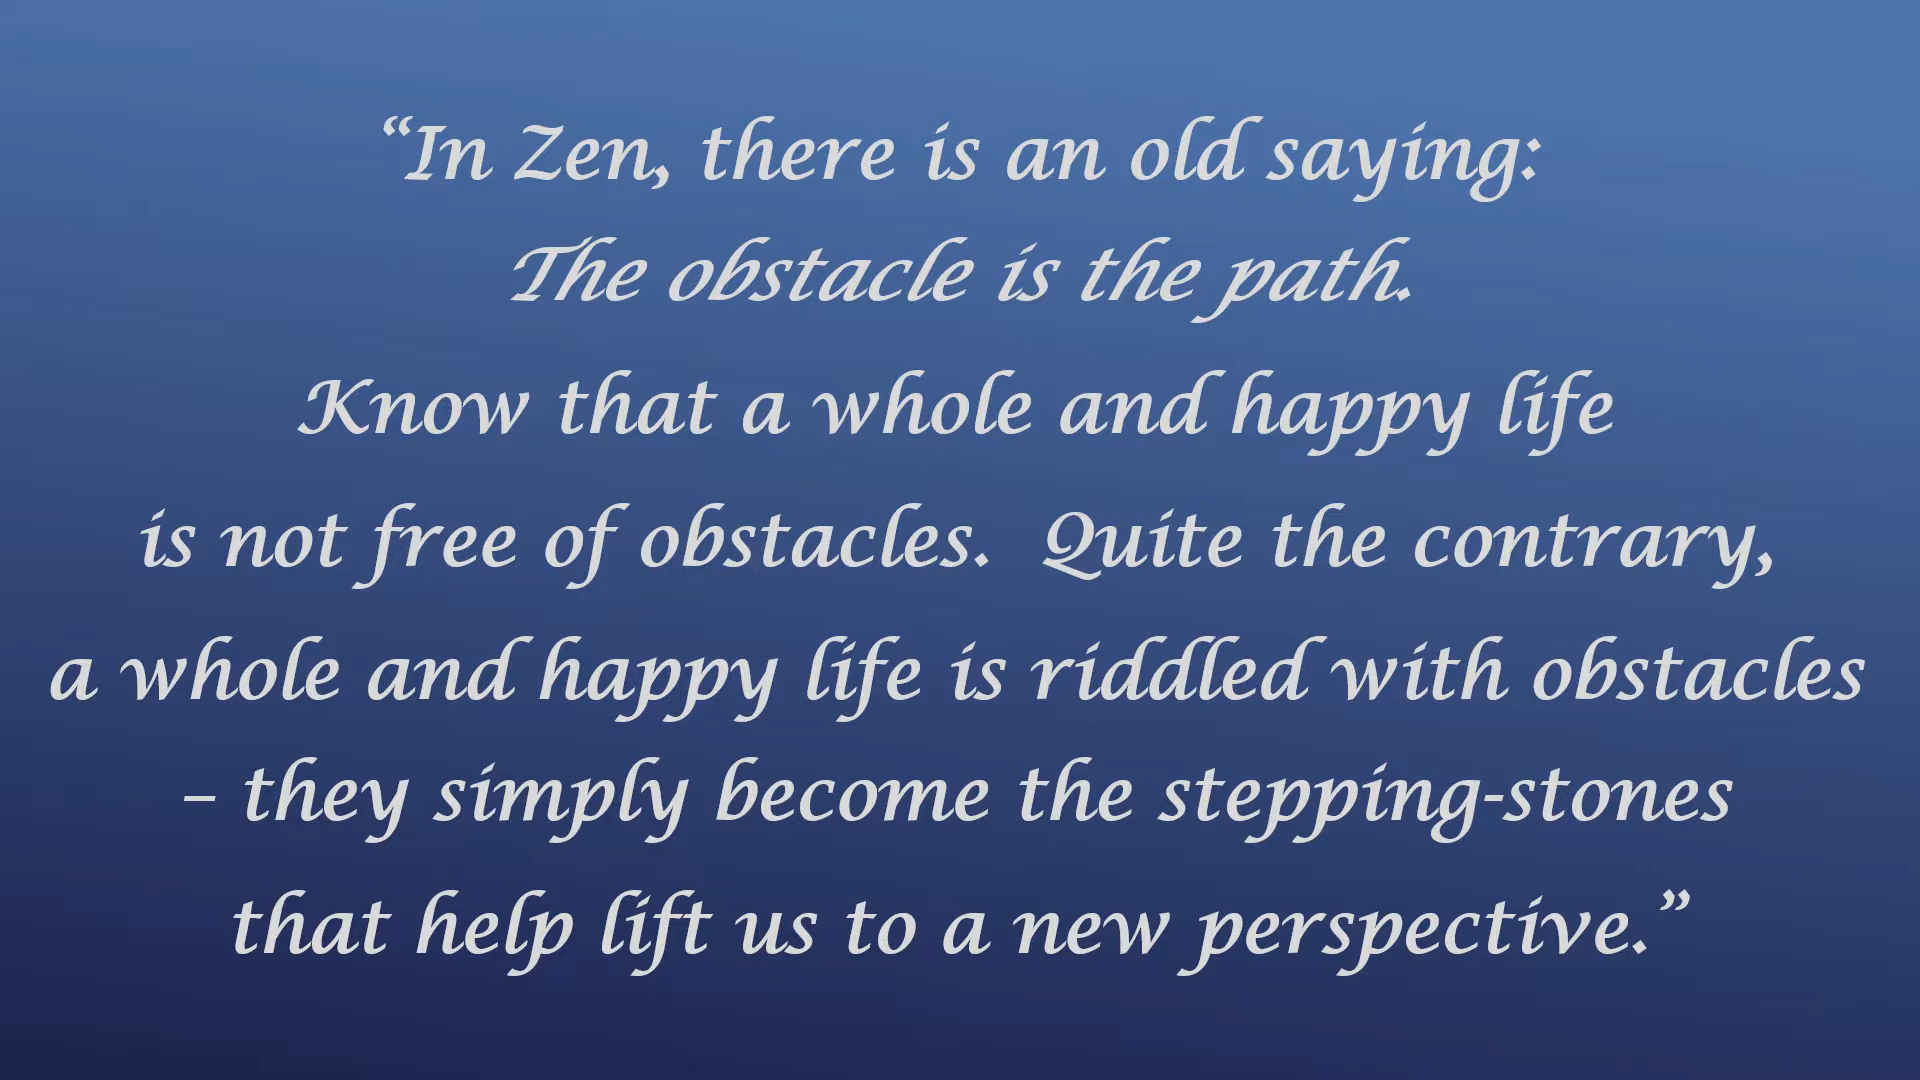 “In Zen, there is an old saying:
The obstacle is the path.
Know that a whole and happy life
is not free of obstacles.  Quite the contrary,
a whole and happy life is riddled with obstacles
– they simply become the stepping-stones
that help lift us to a new perspective.”